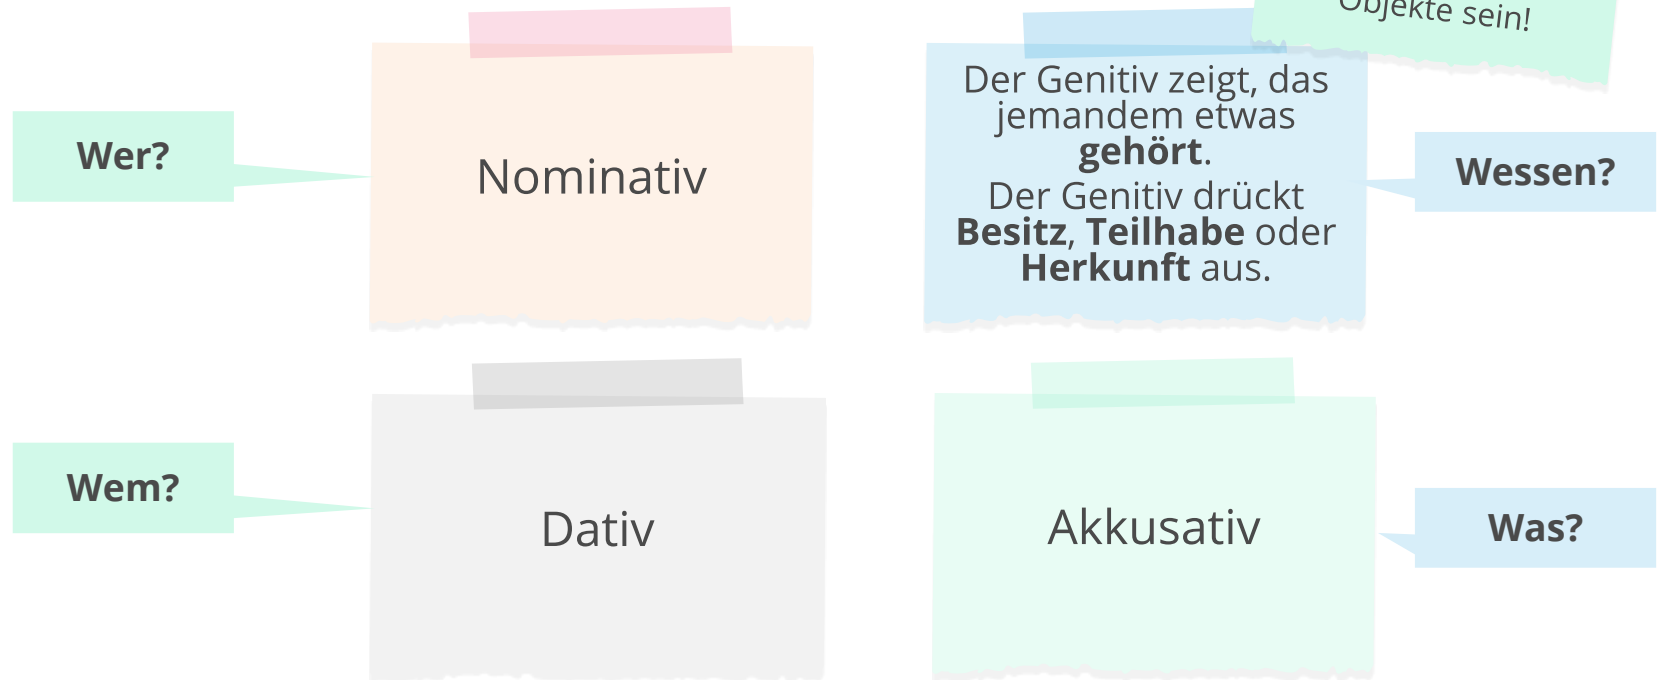 Objekte sein!
Wer?
Nominativ
Der Genitiv zeigt, das
jemandem etwas
gehört.
Der Genitiv drückt
Besitz, Teilhabe oder
Herkunft aus.
Wessen?
Wem?
Dativ
Akkusativ
Was?